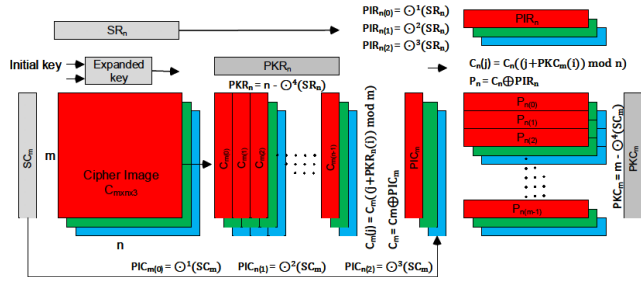 SRₙ
PIRₙ₍₀₎ = ⊙¹(SRₙ)
PIRₙ₍₁₎ = ⊙²(SRₙ)
PIRₙ₍₂₎ = ⊙³(SRₙ)
PIRₙ
Initial key
Expanded
key
PKRₙ
PKRₙ = n - ⊙⁴(SRₙ)
Cₙ(j) = Cₙ((j+PKCₘ(i)) mod n)
Pₙ = Cₙ⊕PIRₙ
SCₘ
m
Cipher Image
Cₘₓₙₓ₃
n
Cₘ₍₀₎
Cₘ₍₁₎
Cₘ₍₂₎
Cₘ₍ₙ₋₁₎
Cₘ(j) = Cₘ((j+PKRₙ(i)) mod m)
Cₘ = Cm⊕PICₘ
PICₘ
Pₙ₍₀₎
Pₙ₍₁₎
Pₙ₍₂₎
Pₙ₍ₘ₋₁₎
PKCₘ = m - ⊙⁴(SCₘ)
PKCₘ
PICₘ₍₀₎ = ⊙¹(SCₘ)
PICₙ₍₁₎ = ⊙²(SCₘ)
PICₙ₍₂₎ = ⊙³(SCₘ)